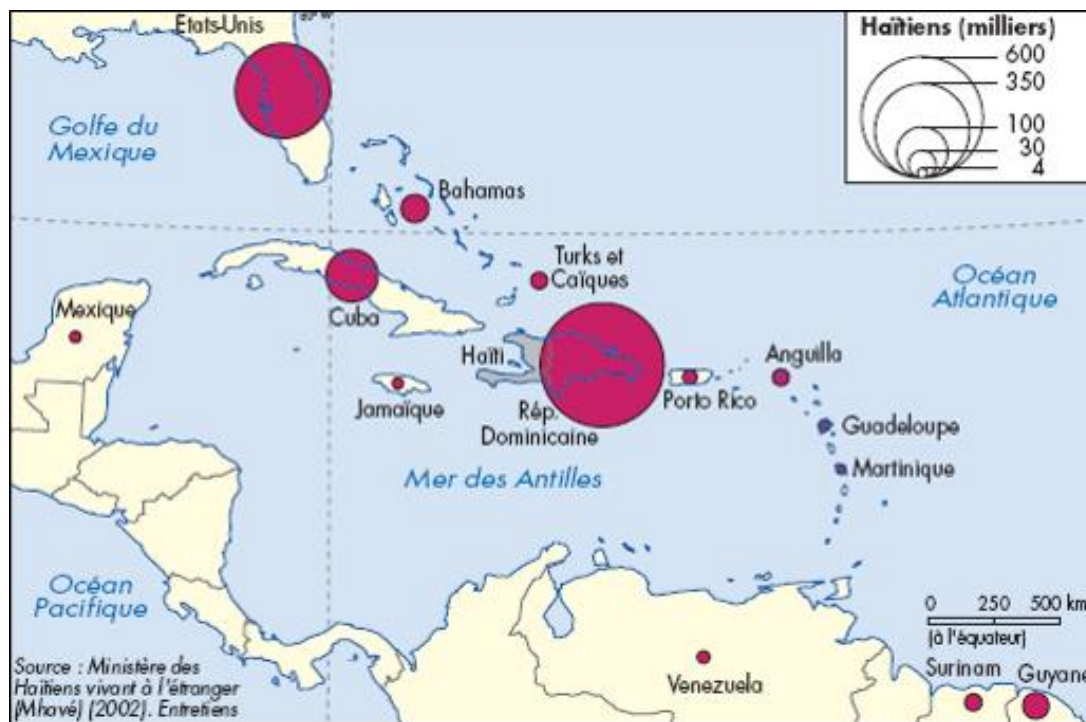 États-Unis
80° W
Haïtiens (milliers)
600
350
100
30
4
Golfe du
Mexique
Bahamas
Turks et
Caïques
Océan
Atlantique
Mexique
Cuba
Haïti
Anguilla
Jamaïque
Rép.
Dominicaine
Porto Rico
Guadeloupe
Mer des Antilles
Martinique
Océan
Pacifique
0 250 500 km
(à l'équateur)
Source : Ministère des
Haïtiens vivant à l'étranger
(Mhavé) (2002). Entretiens
Venezuela
Surinam
Guyane